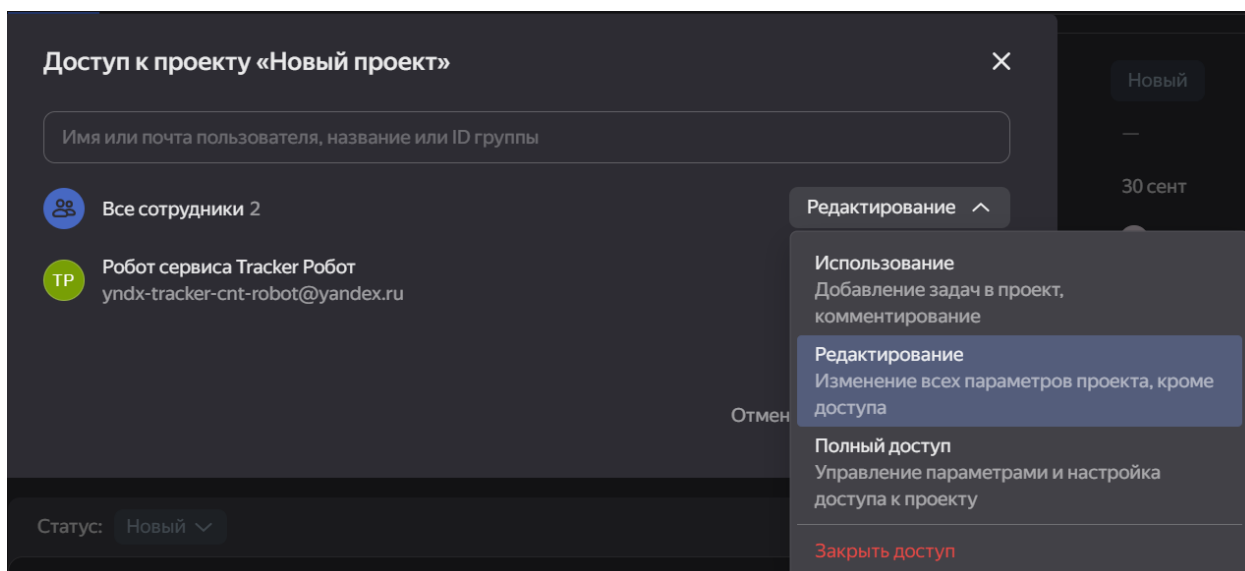 Доступ к проекту «Новый проект»
Новый
Имя или почта пользователя, название или ID группы
—
30 сент
Все сотрудники 2
Редактирование
ТР
Робот сервиса Tracker Робот
yndx-tracker-cnt-robot@yandex.ru
Использование
Добавление задач в проект,
комментирование
Редактирование
Изменение всех параметров проекта, кроме
доступа
Отмен
Полный доступ
Управление параметрами и настройка
доступа к проекту
Закрыть доступ
Статус: Новый